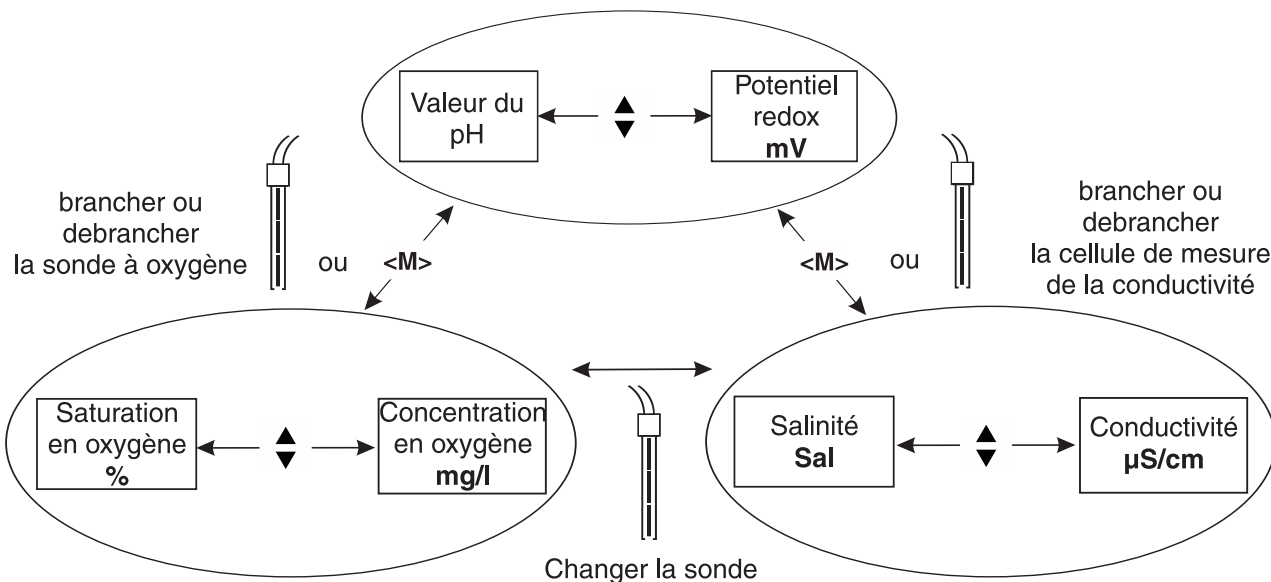 Valeur du
pH
Potentiel
redox
mV
brancher ou
debrancher
la sonde à oxygène
ou
<M>
<M>
ou
brancher ou
debrancher
la cellule de mesure
de la conductivité
Saturation
en oxygène
%
Concentration
en oxygène
mg/l
Salinité
Sal
Conductivité
µS/cm
Changer la sonde